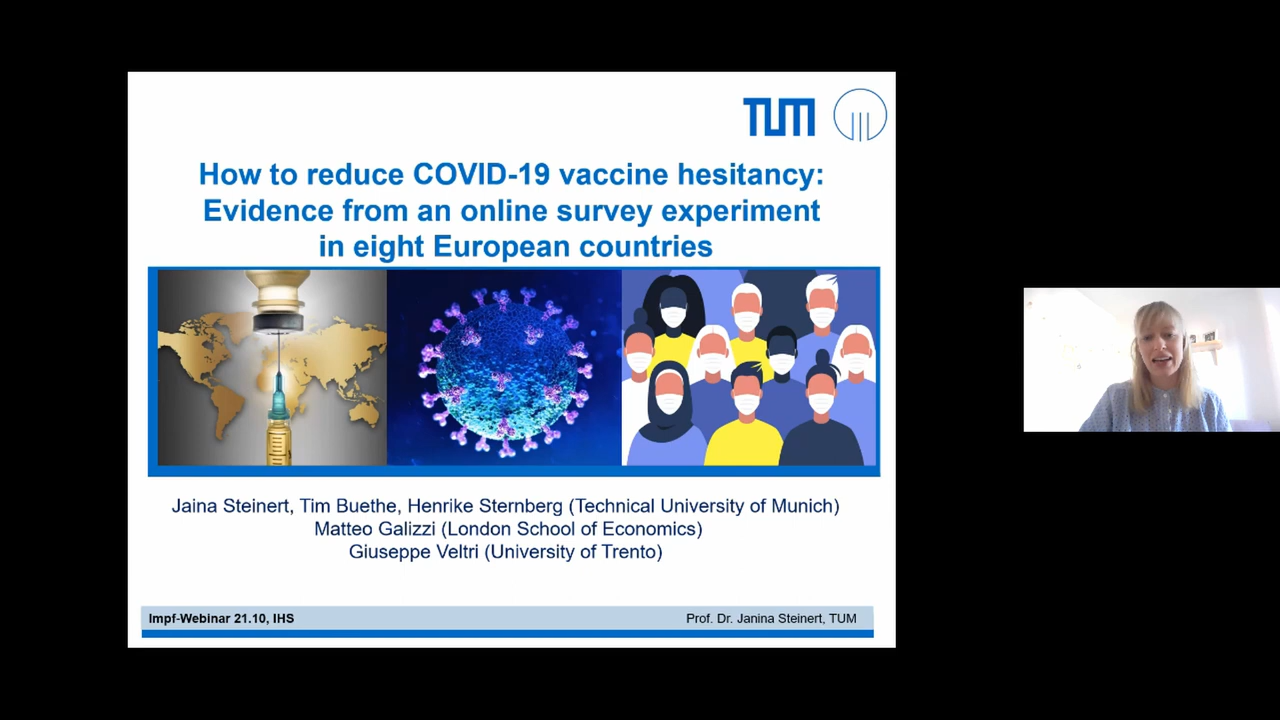 TUM
How to reduce COVID-19 vaccine hesitancy:
Evidence from an online survey experiment
in eight European countries
Jaina Steinert, Tim Buethe, Henrike Sternberg (Technical University of Munich)
Matteo Galizzi (London School of Economics)
Giuseppe Veltri (University of Trento)
Impf-Webinar 21.10, IHS
Prof. Dr. Janina Steinert, TUM